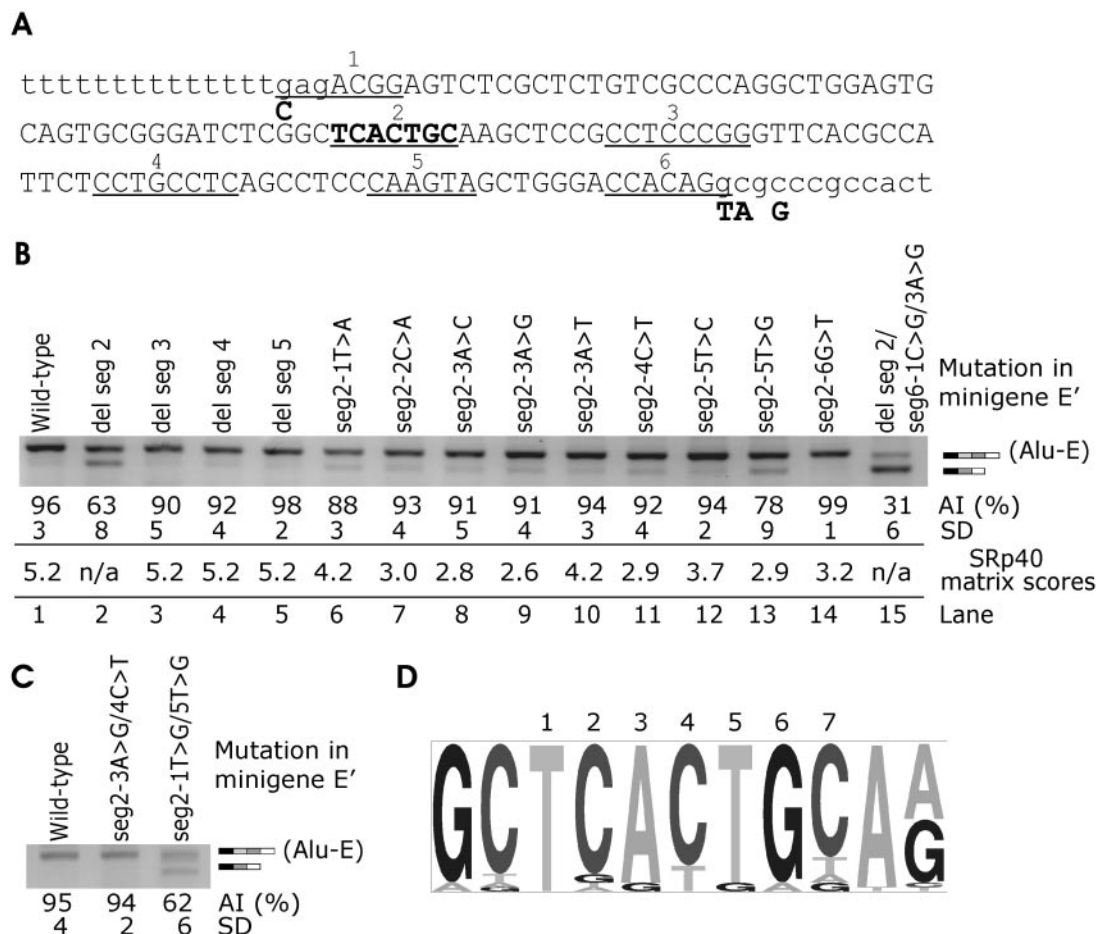 A
1
ttttttttttttttgagACGGAGTCTCGCTCTGTCGCCCAGGCTGGAGTG
C 2 3
CAGTGCGGGATCTCGGCTCACTGCAAGCTCCGCCTCCCGGGTTCACGCCA
4 5 6
TTCTCCTGCCTCAGCCTCCCCAAGTAGCTGGGACCACAGgcgcccgccact
TA G
B
Wild-type
del seg 2
del seg 3
del seg 4
del seg 5
seg2-1T>A
seg2-2C>A
seg2-3A>C
seg2-3A>G
seg2-3A>T
seg2-4C>T
seg2-5T>C
seg2-5T>G
seg2-6G>T
del seg 2/
seg6-1C>G/3A>G
Mutation in
minigene E′
(Alu-E)
96 63 90 92 98 88 93 91 91 94 92 94 78 99 31 AI (%)
3 8 5 4 2 3 4 5 4 3 4 2 9 1 6 SD
5.2 n/a 5.2 5.2 5.2 4.2 3.0 2.8 2.6 4.2 2.9 3.7 2.9 3.2 n/a SRp40
matrix scores
1 2 3 4 5 6 7 8 9 10 11 12 13 14 15 Lane
C
Wild-type
seg2-3A>G/4C>T
seg2-1T>G/5T>G
Mutation in
minigene E′
(Alu-E)
95 94 62 AI (%)
4 2 6 SD
D
1 2 3 4 5 6 7
GCTCACTGCAA
G